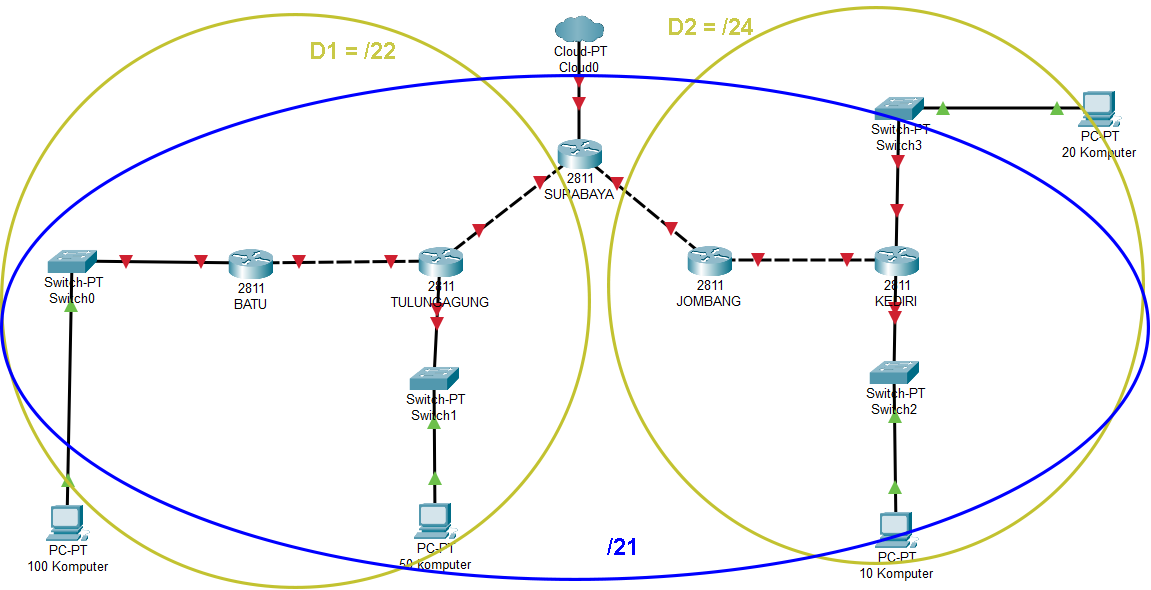 D1 = /22
D2 = /24
Cloud-PT
Cloud0
Switch-PT
Switch3
PC-PT
20 Komputer
2811
SURABAYA
Switch-PT
Switch0
2811
BATU
2811
TULUNGAGUNG
2811
JOMBANG
2811
KEDIRI
Switch-PT
Switch1
Switch-PT
Switch2
PC-PT
100 Komputer
PC-PT
50 komputer
/21
PC-PT
10 Komputer